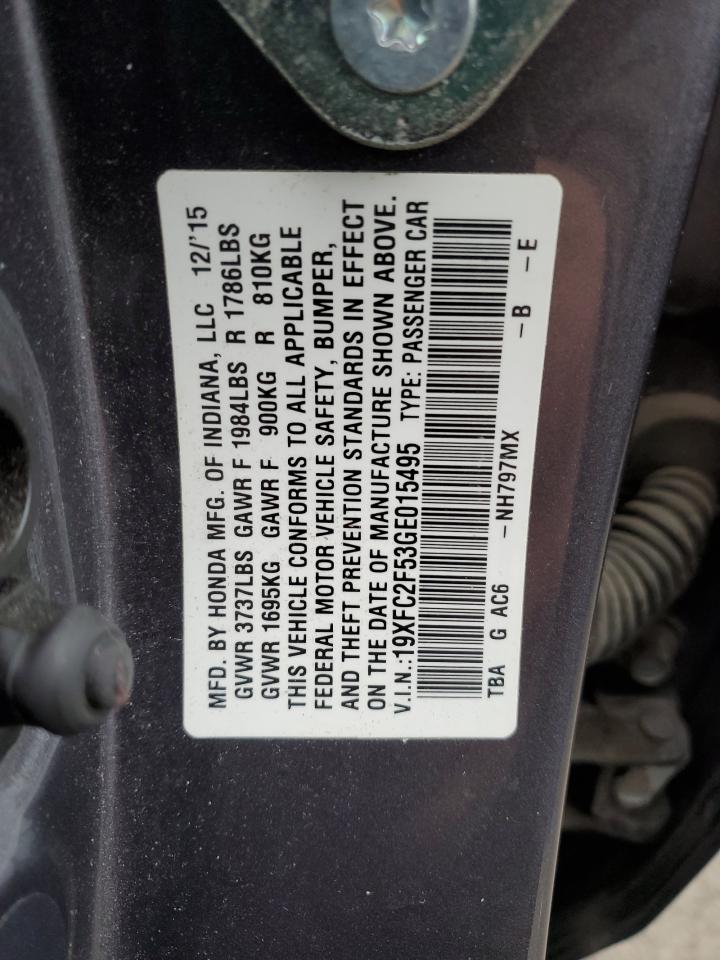 MFD. BY HONDA MFG. OF INDIANA, LLC 12/'15
GVWR 3737LBS GAWR F 1984LBS R 1786LBS
GVWR 1695KG GAWR F 900KG R 810KG
THIS VEHICLE CONFORMS TO ALL APPLICABLE
FEDERAL MOTOR VEHICLE SAFETY, BUMPER,
AND THEFT PREVENTION STANDARDS IN EFFECT
ON THE DATE OF MANUFACTURE SHOWN ABOVE.
V.I.N.:19XFC2F53GE015495 TYPE: PASSENGER CAR
TBA G AC6 -NH797MX -B -E